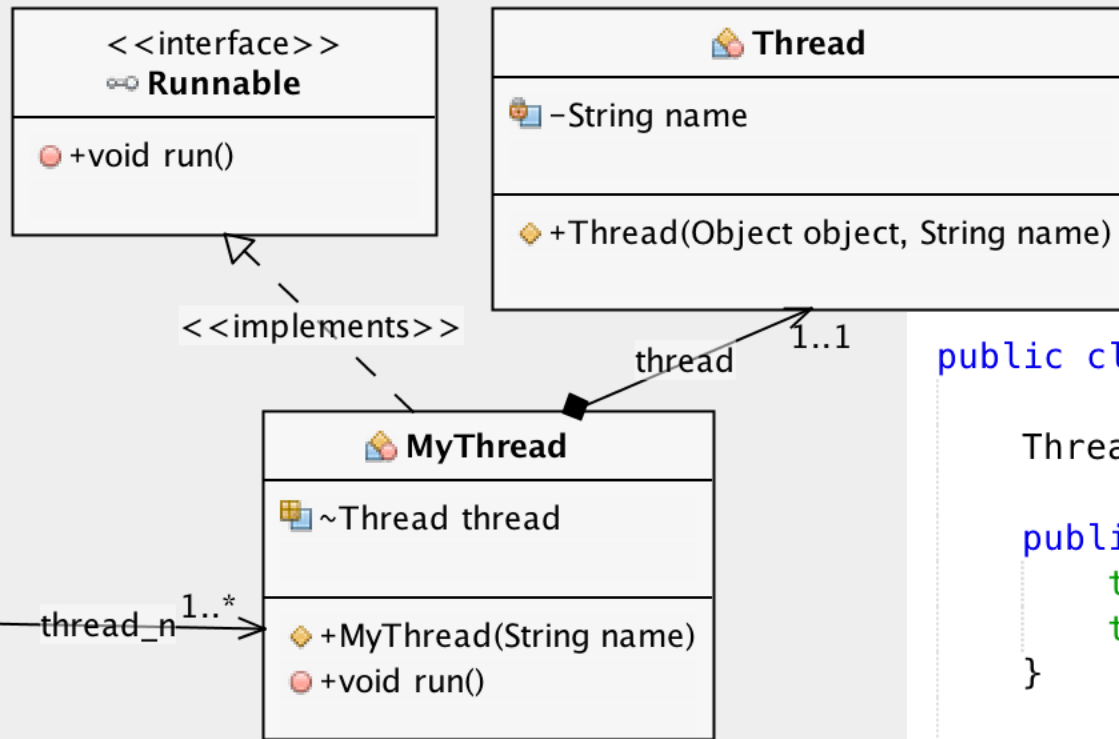 <<interface>>
Runnable
+void run()
Thread
-String name
+Thread(Object object, String name)
<<implements>>
thread
1..1
MyThread
~Thread thread
+MyThread(String name)
+void run()
thread_n
1..*
public cl
Threa
publi
t
t
}